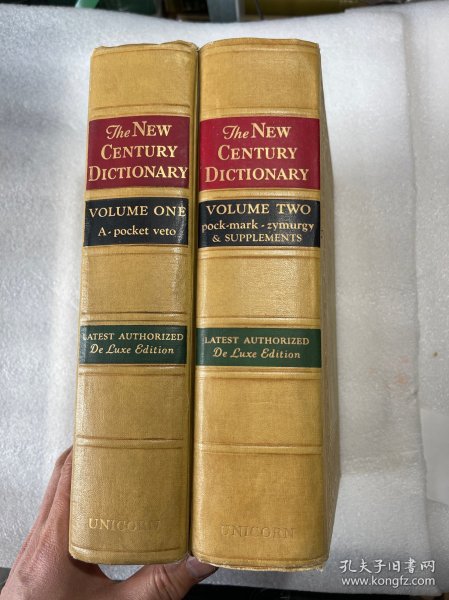 The NEW
CENTURY
DICTIONARY
VOLUME ONE
A - pocket veto
LATEST AUTHORIZED
De Luxe Edition
UNICORN
The NEW
CENTURY
DICTIONARY
VOLUME TWO
pock-mark - zymurgy
& SUPPLEMENTS
LATEST AUTHORIZED
De Luxe Edition
UNICORN
孔夫子旧书网
www.kongfz.com